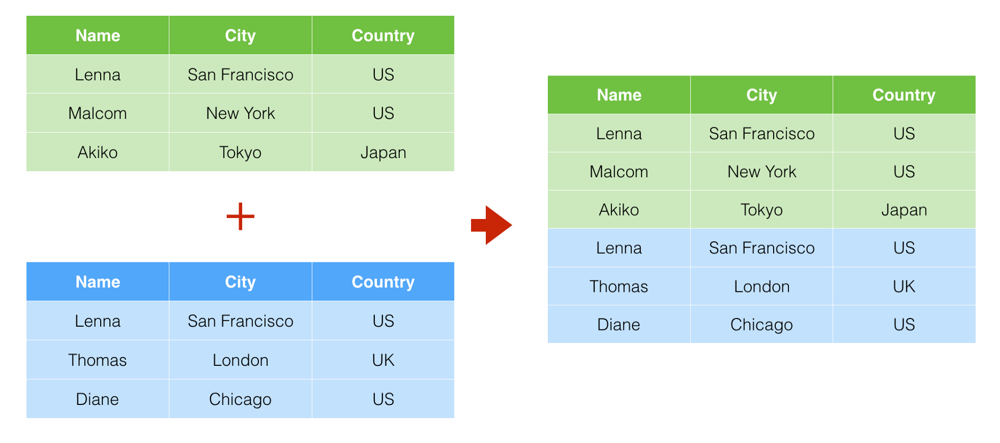 Name City Country
Lenna San Francisco US
Malcom New York US
Akiko Tokyo Japan
+
Name City Country
Lenna San Francisco US
Thomas London UK
Diane Chicago US
Name City Country
Lenna San Francisco US
Malcom New York US
Akiko Tokyo Japan
Lenna San Francisco US
Thomas London UK
Diane Chicago US